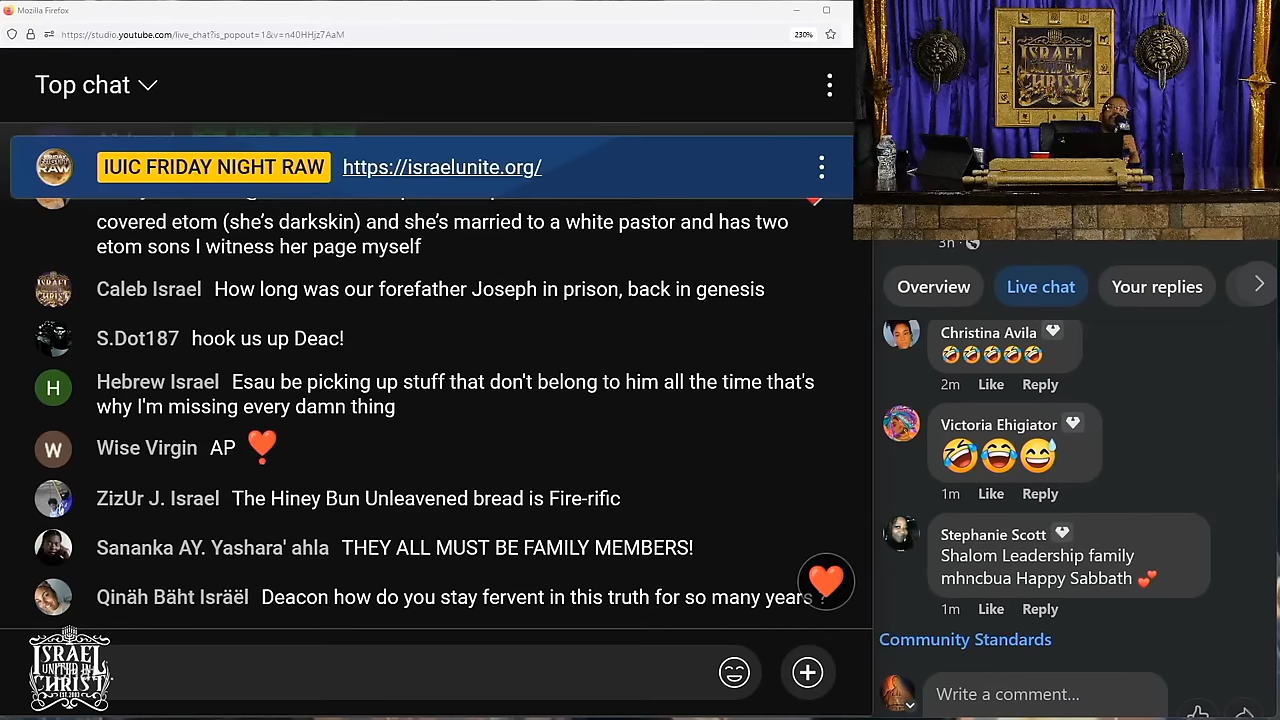 Mozilla Firefox
https://studio.youtube.com/live_chat?is_popout=1&v=n40HHjz7AaM
230%
Top chat
IUIC FRIDAY NIGHT RAW https://israelunite.org/
covered etom (she's darkskin) and she's married to a white pastor and has two
etom sons I witness her page myself
Caleb Israel How long was our forefather Joseph in prison, back in genesis
S.Dot187 hook us up Deac!
H
Hebrew Israel Esau be picking up stuff that don't belong to him all the time that's
why I'm missing every damn thing
W
Wise Virgin AP
ZizUr J. Israel The Hiney Bun Unleavened bread is Fire-rific
Sananka AY. Yashara' ahla THEY ALL MUST BE FAMILY MEMBERS!
Qinäh Bäht Isräël Deacon how do you stay fervent in this truth for so many years ?
ISRAEL
UNITED IN
CHRIST
EST. 2003
ISRAEL
UNITED IN
CHRIST
3h
Overview
Live chat
Your replies
Christina Avila
2m Like Reply
Victoria Ehigiator
1m Like Reply
Stephanie Scott
Shalom Leadership family
mhncbua Happy Sabbath
1m Like Reply
Community Standards
Write a comment...